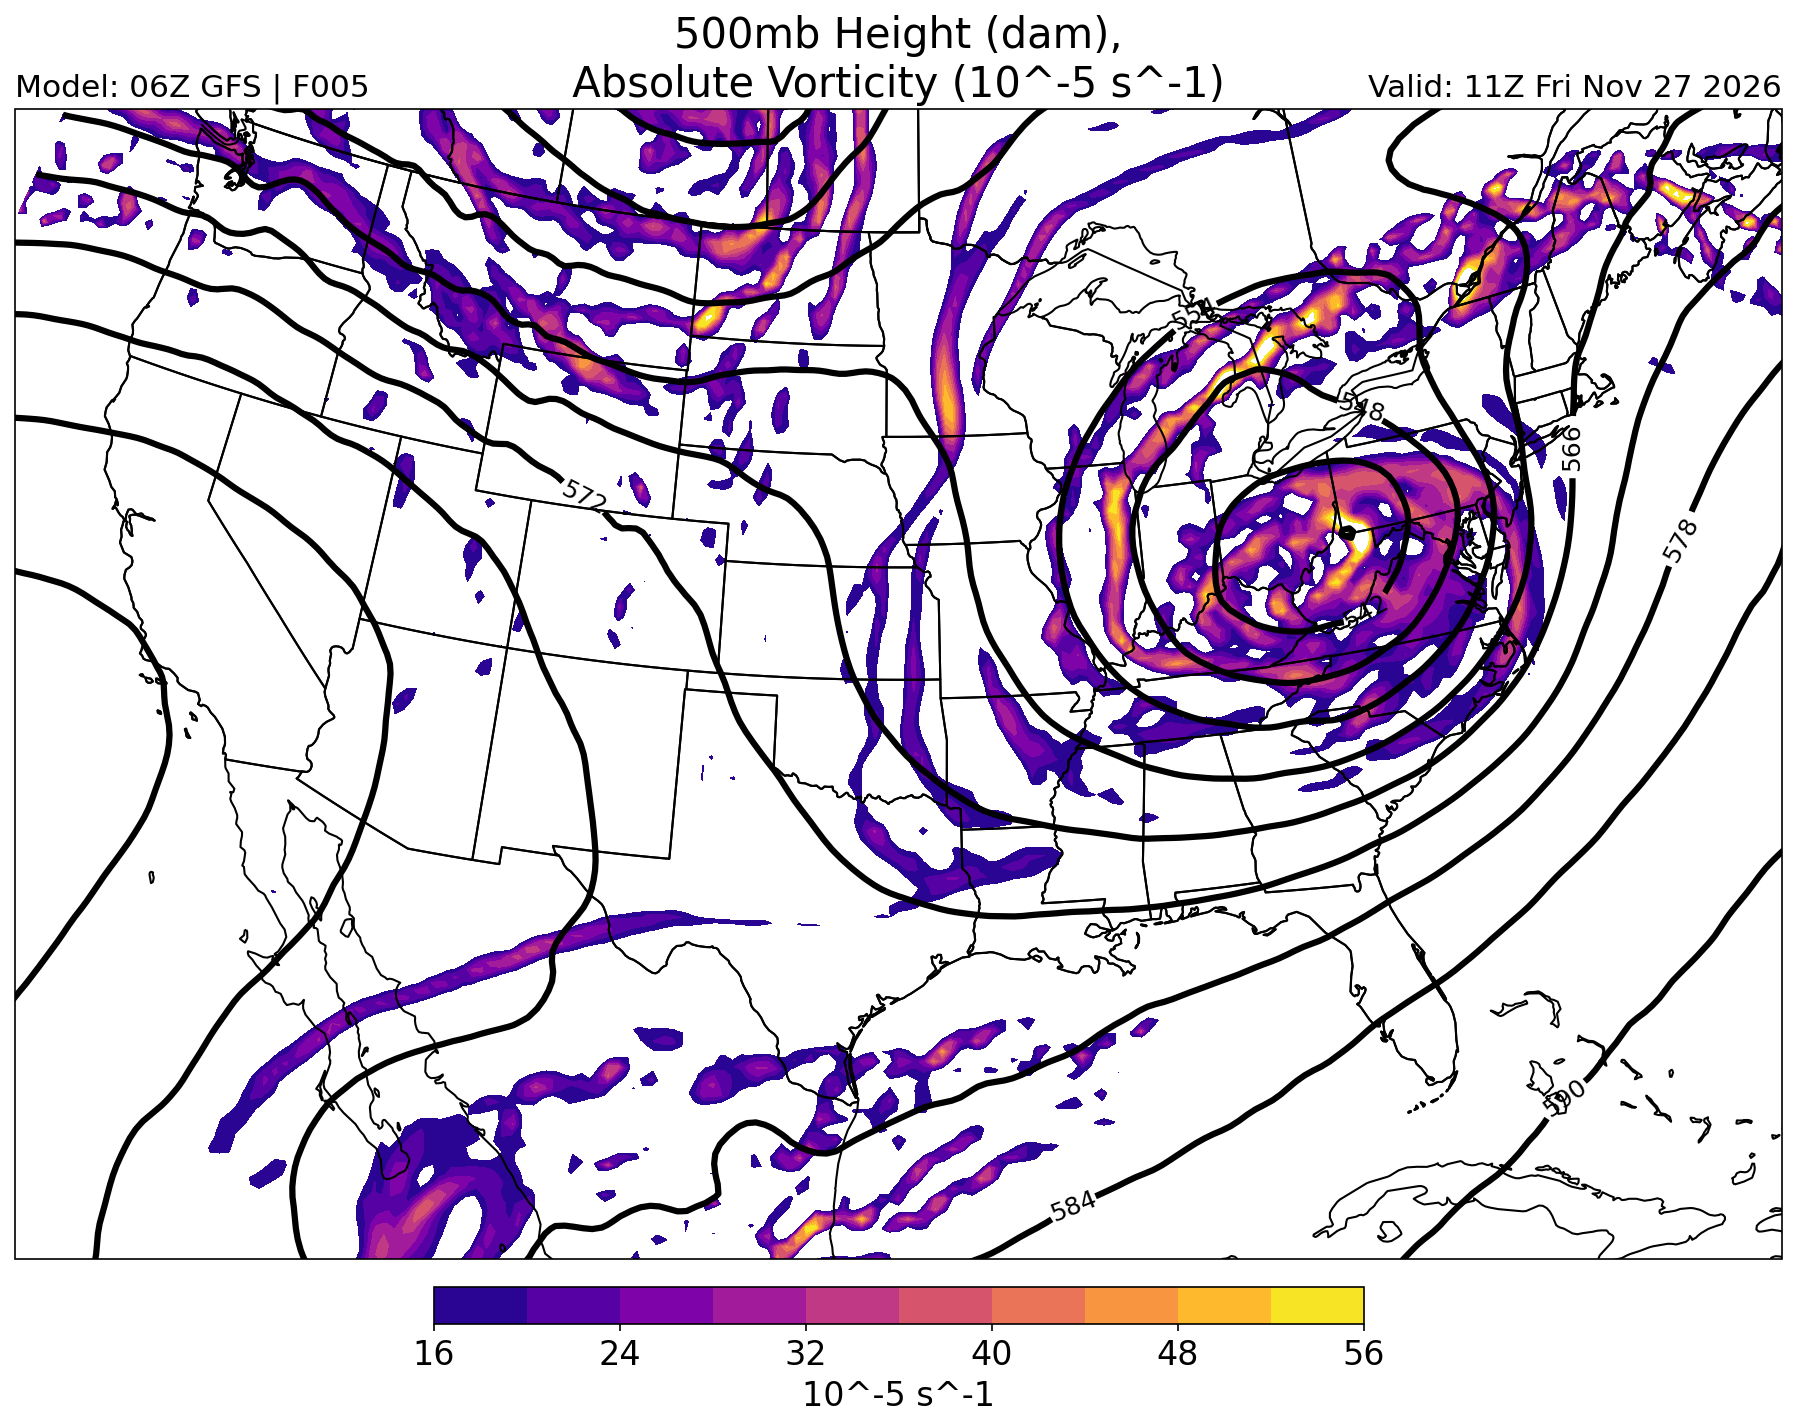 500mb Height (dam),
Absolute Vorticity (10^-5 s^-1)
Model: 06Z GFS | F005
Valid: 11Z Fri Nov 27 2026
548
566
572
578
542
590
584
16 24 32 40 48 56
10^-5 s^-1